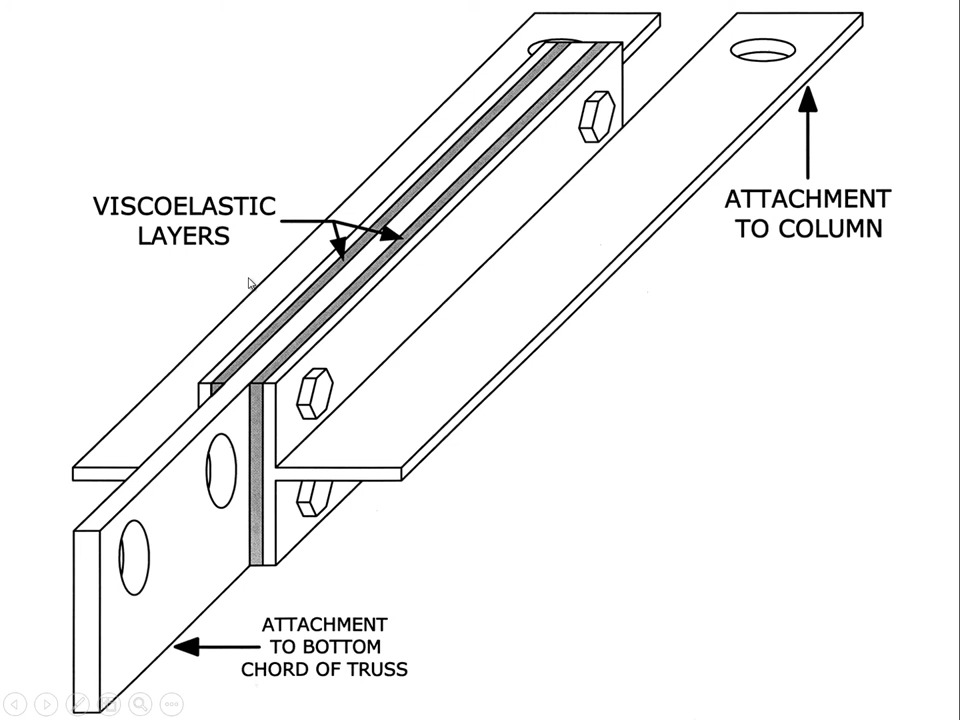 VISCOELASTIC
LAYERS
ATTACHMENT
TO COLUMN
ATTACHMENT
TO BOTTOM
CHORD OF TRUSS